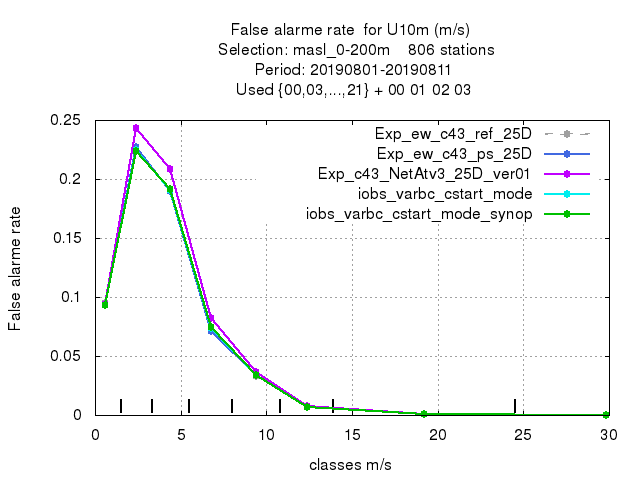 False alarme rate  for U10m (m/s)
Selection: masl_0-200m    806 stations
Period: 20190801-20190811
Used {00,03,...,21} + 00 01 02 03
0.25
0.2
0.15
0.1
0.05
0
False alarme rate
Exp_ew_c43_ref_25D
Exp_ew_c43_ps_25D
Exp_c43_NetAtv3_25D_ver01
iobs_varbc_cstart_mode
iobs_varbc_cstart_mode_synop
0 5 10 15 20 25 30
classes m/s